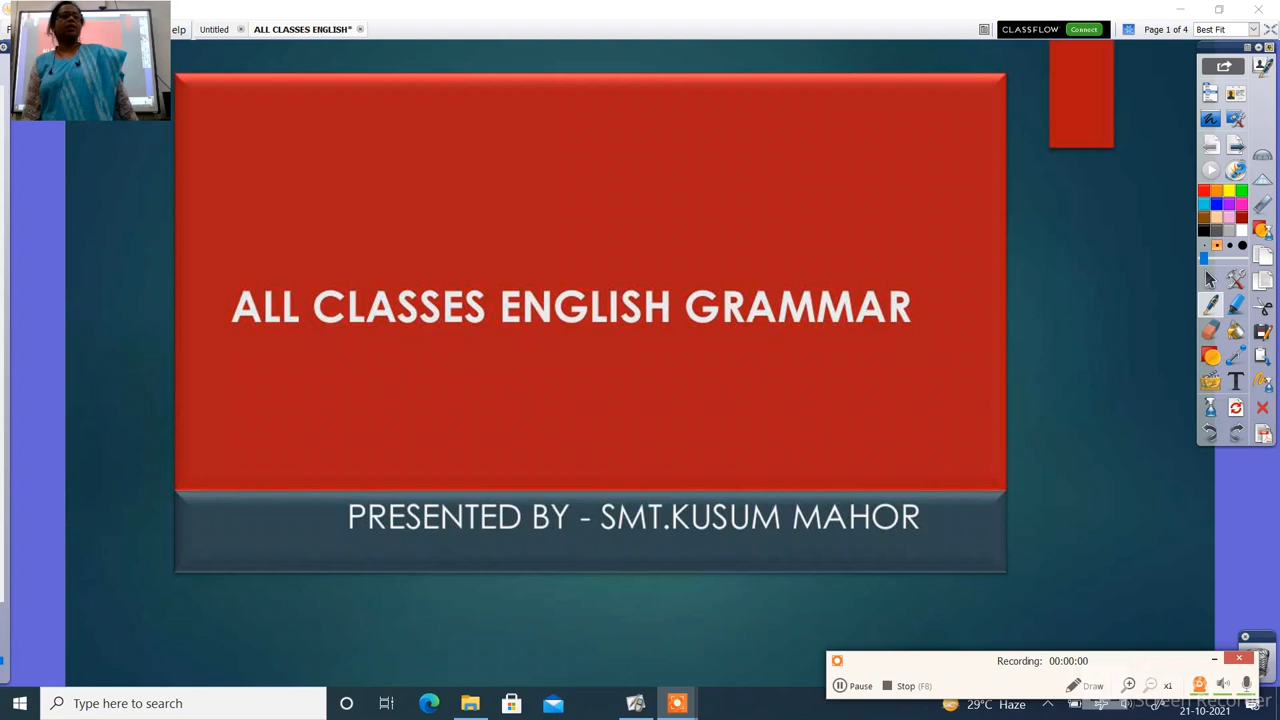 elp
Untitled
ALL CLASSES ENGLISH*
CLASSFLOW
Connect
Page 1 of 4
Best Fit
ALL CLASSES ENGLISH GRAMMAR
PRESENTED BY - SMT.KUSUM MAHOR
Recording: 00:00:00
Pause
Stop (F8)
x1
Draw
Type here to search
29°C Haze
21-10-2021